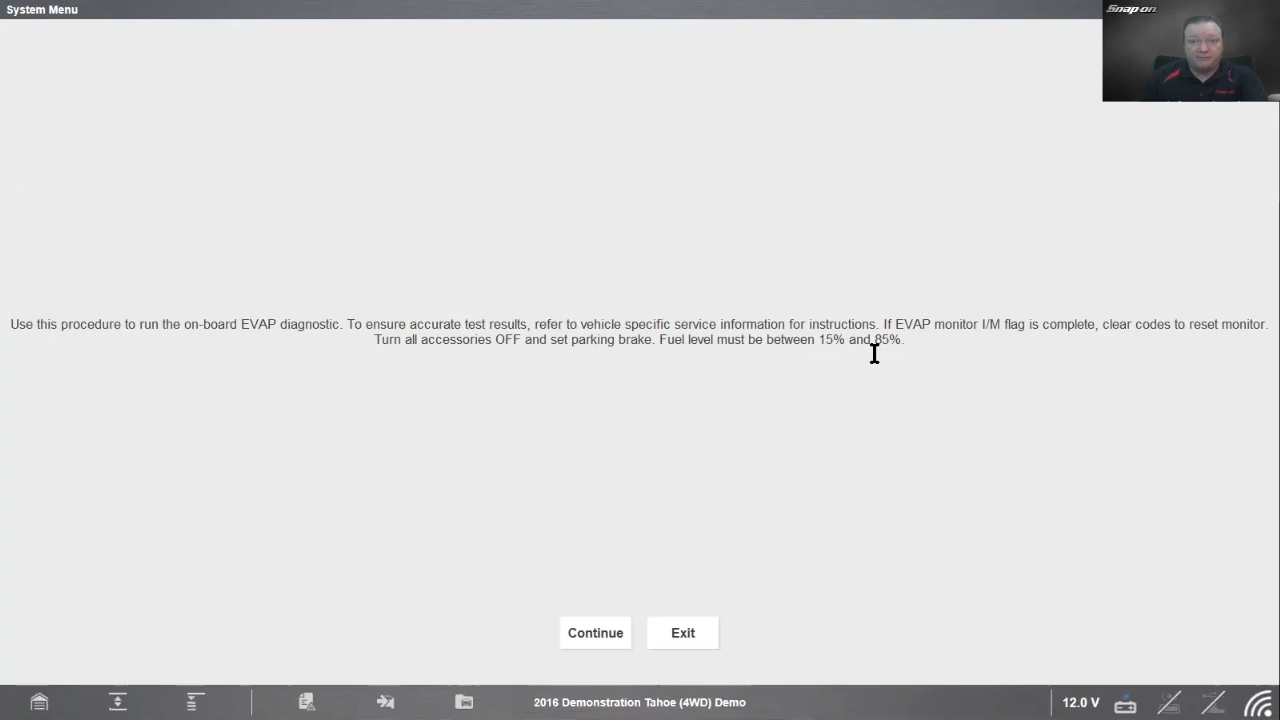 System Menu
Snap-on
Use this procedure to run the on-board EVAP diagnostic. To ensure accurate test results, refer to vehicle specific service information for instructions. If EVAP monitor I/M flag is complete, clear codes to reset monitor.
Turn all accessories OFF and set parking brake. Fuel level must be between 15% and 85%.
Continue
Exit
2016 Demonstration Tahoe (4WD) Demo
12.0 V